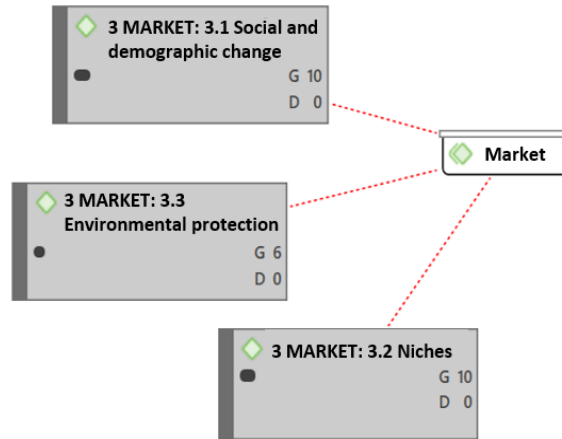 3 MARKET: 3.1 Social and
demographic change
G 10
D 0
Market
3 MARKET: 3.3
Environmental protection
G 6
D 0
3 MARKET: 3.2 Niches
G 10
D 0